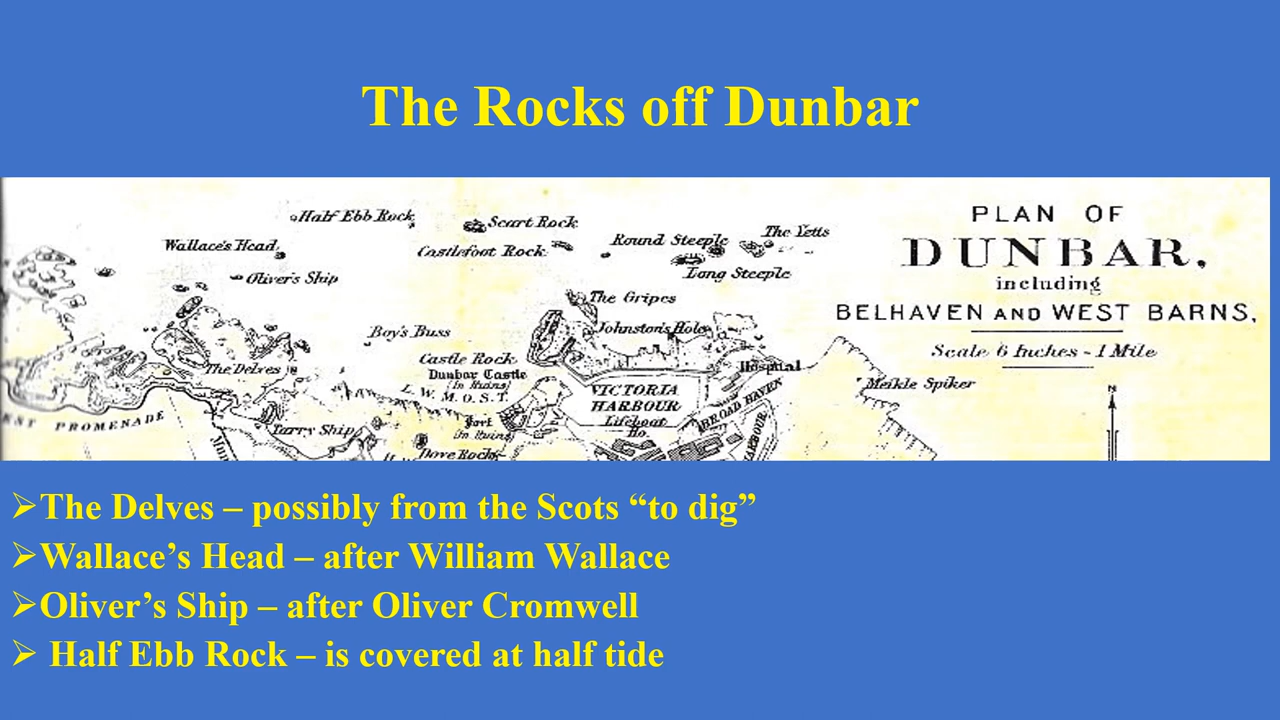 The Rocks off Dunbar
Half Ebb Rock
Scart Rock
Wallace's Head
Castlefoot Rock
Round Steeple
The Yetts
Oliver's Ship
Long Steeple
The Gripes
Boy's Buss
Johnston's Hole
Castle Rock
Dunbar Castle
(In Ruins)
L. W. M. O. S. T.
The Delves
VICTORIA
HARBOUR
Lifeboat
Ho.
Hospital
BROAD HAVEN
HARBOUR
Meikle Spiker
PROMENADE
Tarry Ship
Fort
(In Ruins)
Dove Rock
PLAN OF
DUNBAR,
including
BELHAVEN AND WEST BARNS,
Scale 6 Inches - 1 Mile
N
➢The Delves – possibly from the Scots “to dig”
➢Wallace’s Head – after William Wallace
➢Oliver’s Ship – after Oliver Cromwell
➢ Half Ebb Rock – is covered at half tide